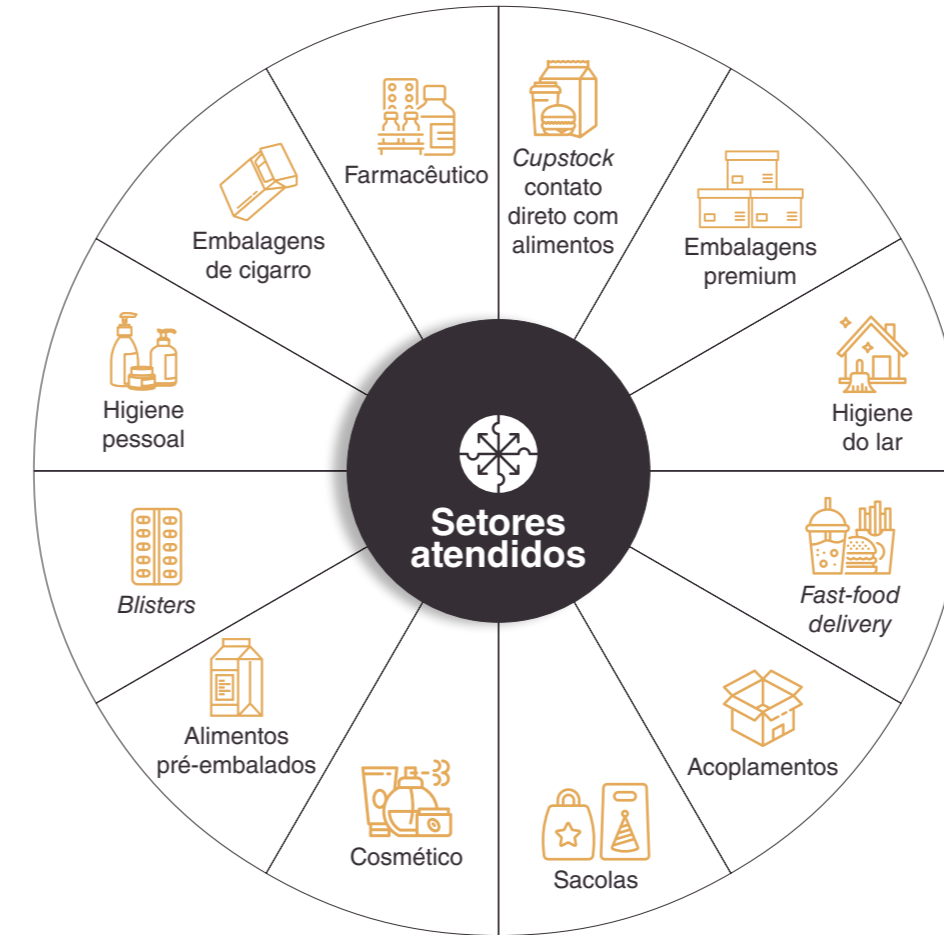 Setores
atendidos
Cupstock
contato
direto com
alimentos
Embalagens
premium
Higiene
do lar
Fast-food
delivery
Acoplamentos
Sacolas
Cosmético
Alimentos
pré-embalados
Blisters
Higiene
pessoal
Embalagens
de cigarro
Farmacêutico